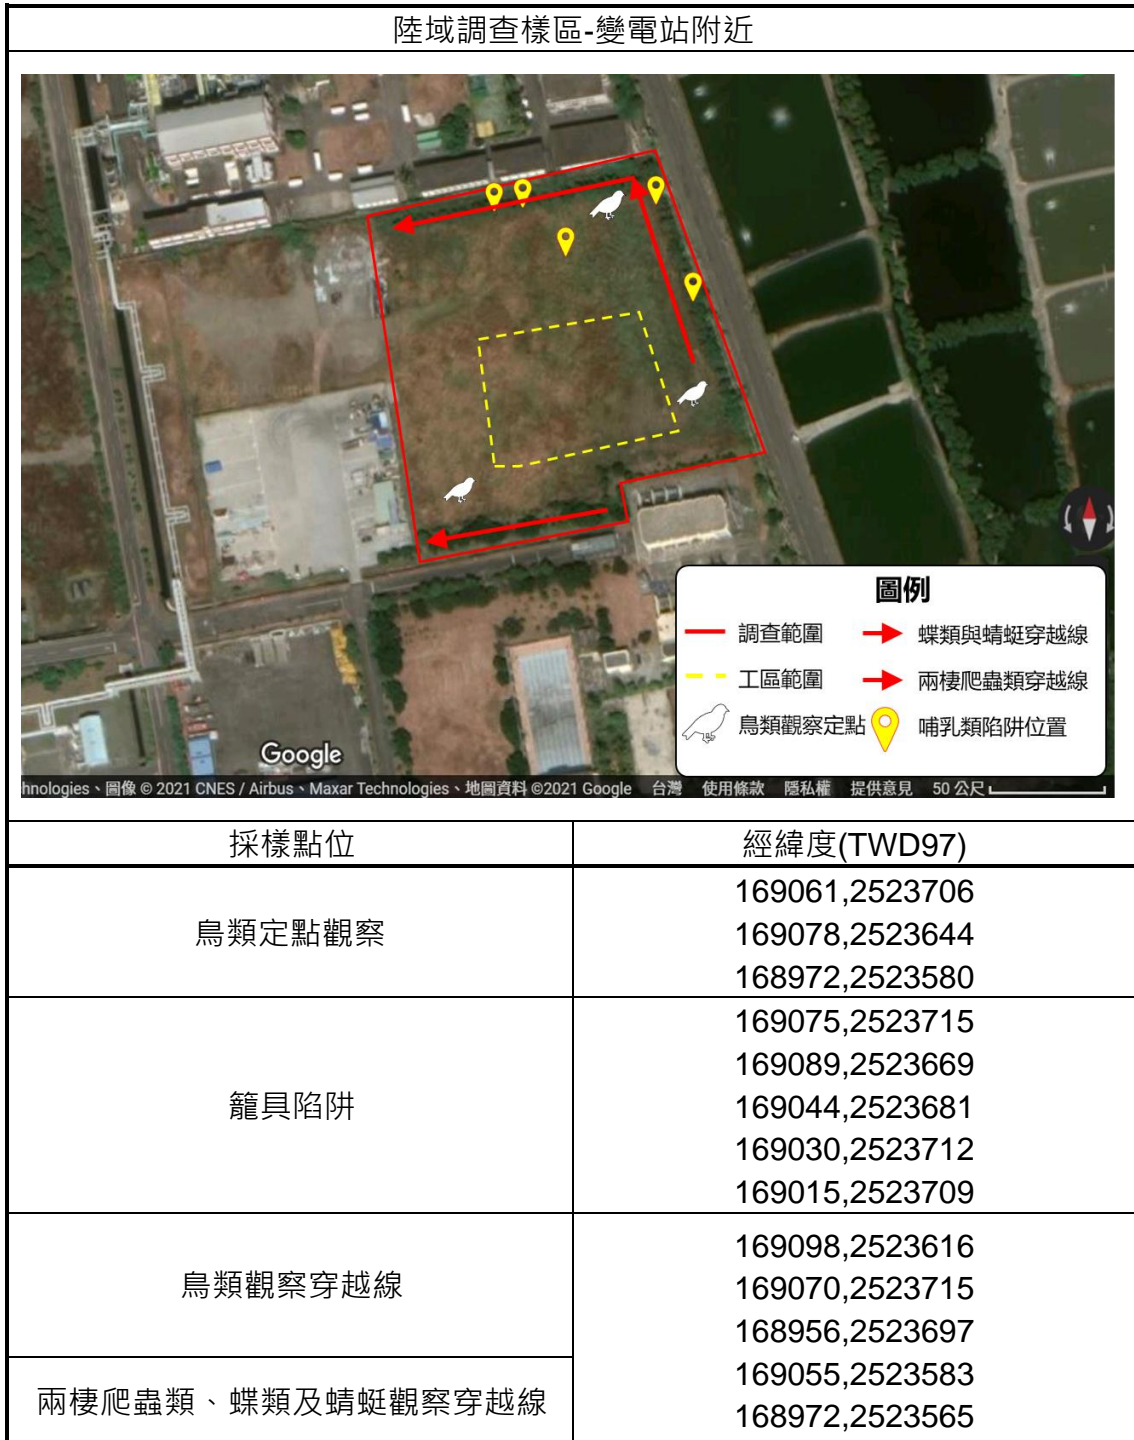 陸域調查樣區-變電站附近
圖例
調查範圍
蝶類與蜻蜓穿越線
工區範圍
兩棲爬蟲類穿越線
鳥類觀察定點
哺乳類陷阱位置
Google
hnologies、圖像 © 2021 CNES / Airbus、Maxar Technologies、地圖資料 ©2021 Google 台灣 使用條款 隱私權 提供意見 50 公尺
採樣點位
經緯度(TWD97)
鳥類定點觀察
169061,2523706
169078,2523644
168972,2523580
籠具陷阱
169075,2523715
169089,2523669
169044,2523681
169030,2523712
169015,2523709
鳥類觀察穿越線
兩棲爬蟲類、蝶類及蜻蜓觀察穿越線
169098,2523616
169070,2523715
168956,2523697
169055,2523583
168972,2523565